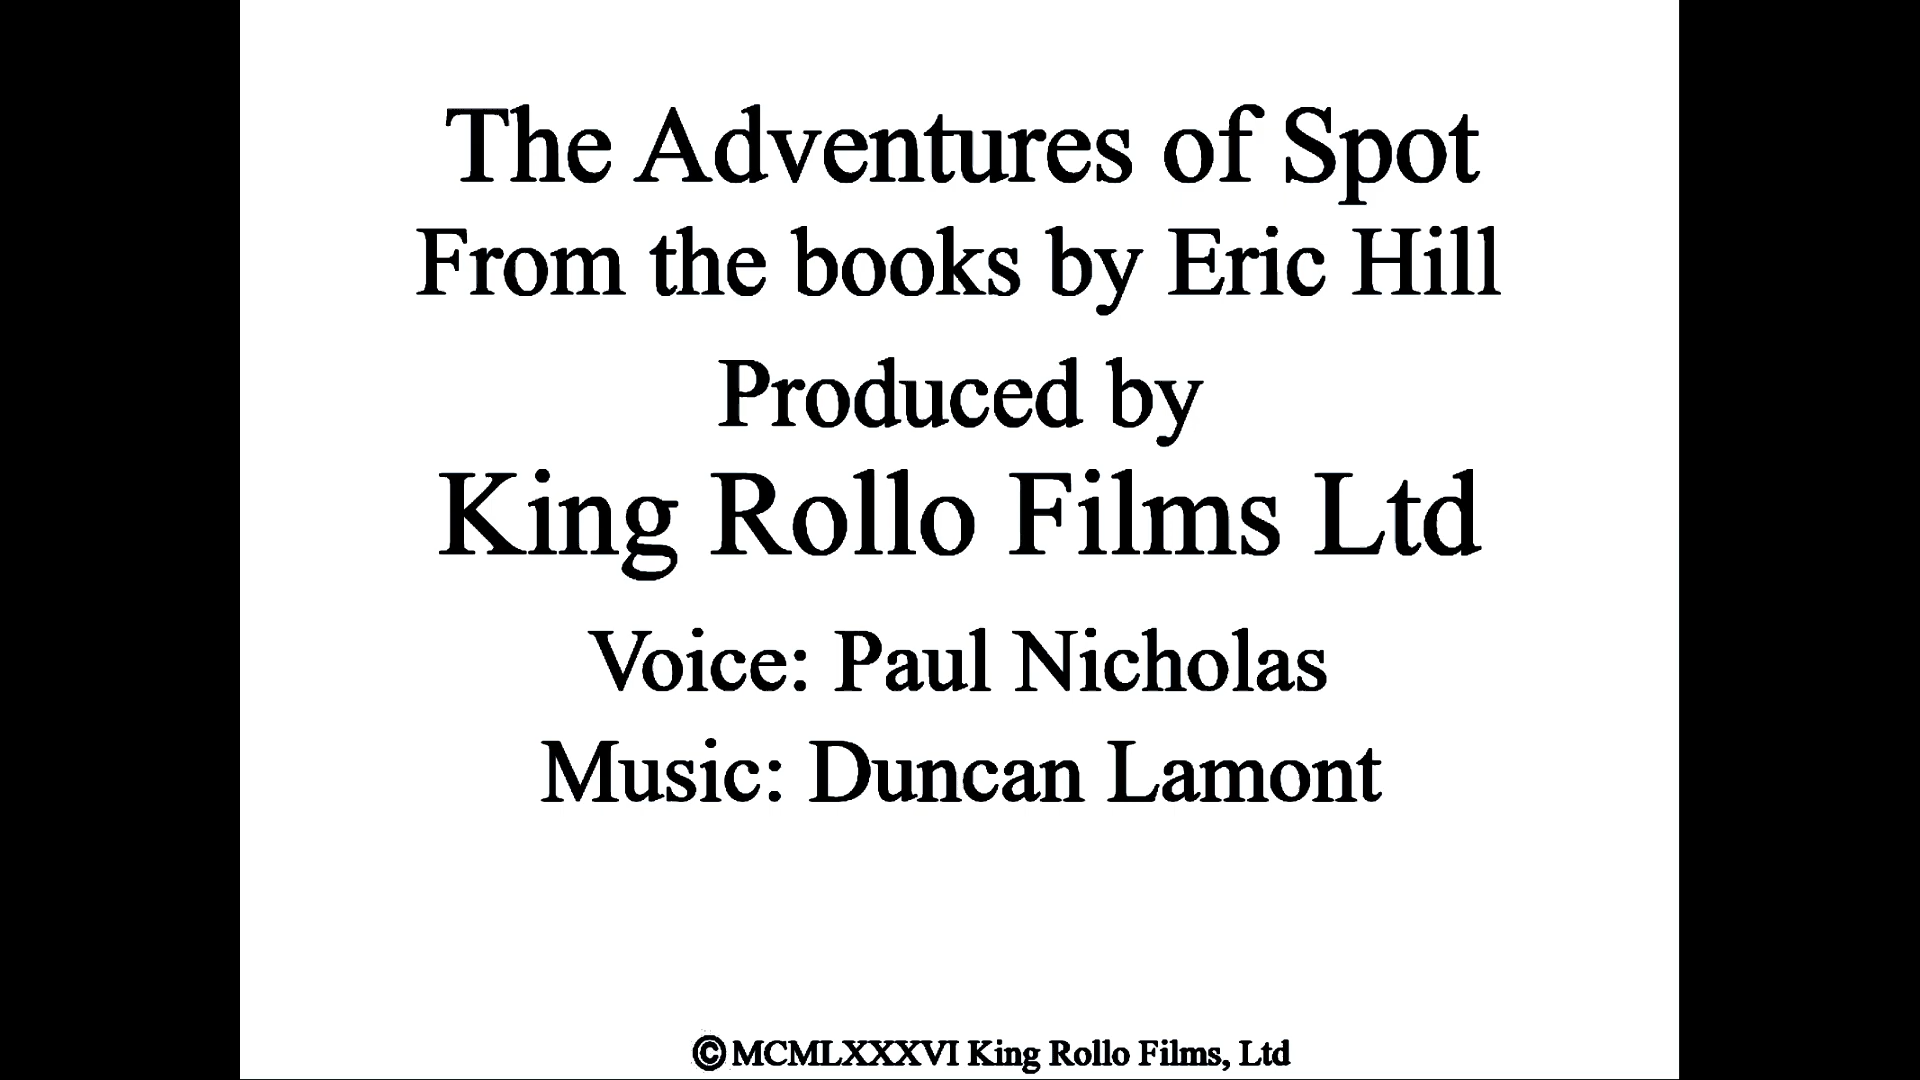 The Adventures of Spot
From the books by Eric Hill
Produced by
King Rollo Films Ltd
Voice: Paul Nicholas
Music: Duncan Lamont
©MCMLXXXVI King Rollo Films, Ltd